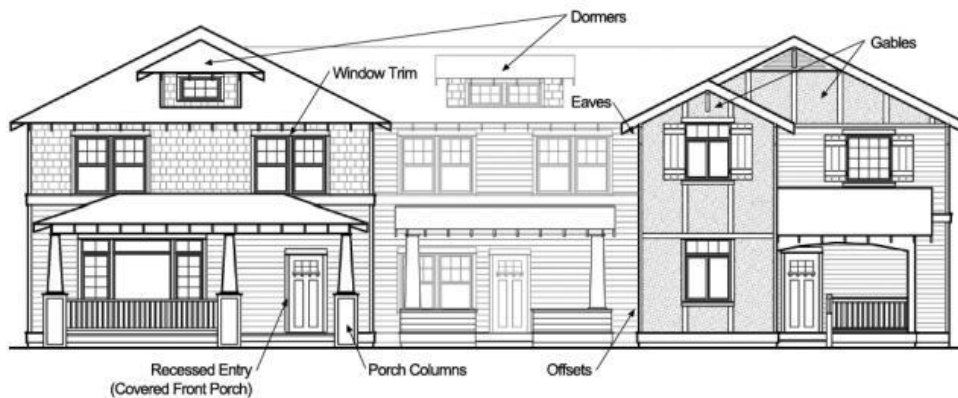 Dormers
Window Trim
Gables
Eaves
Recessed Entry
(Covered Front Porch)
Porch Columns
Offsets